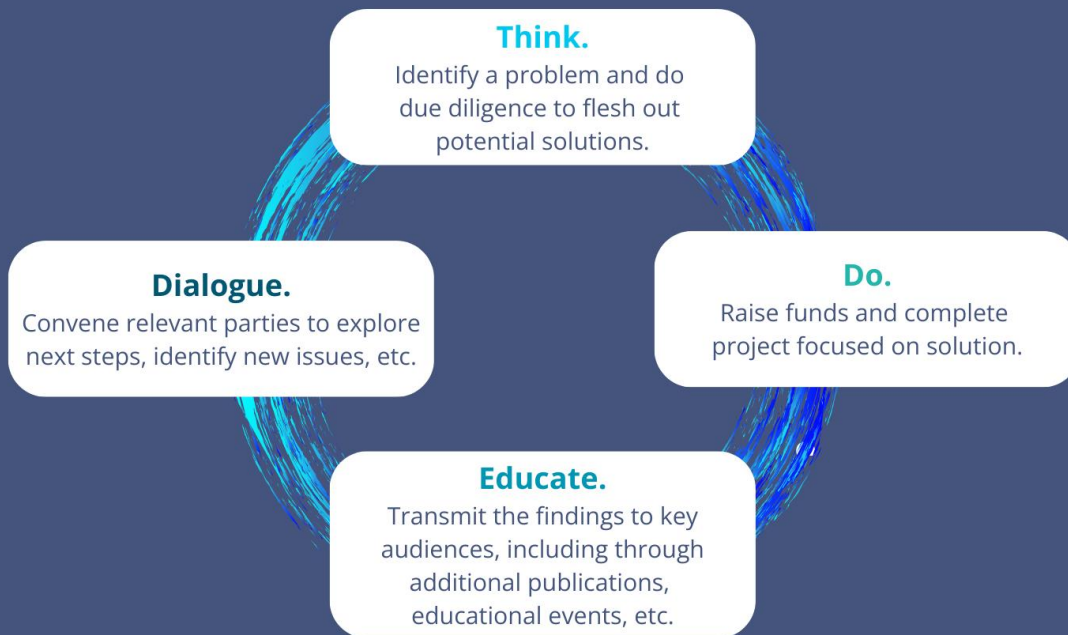 Think.
Identify a problem and do
due diligence to flesh out
potential solutions.
Do.
Raise funds and complete
project focused on solution.
Educate.
Transmit the findings to key
audiences, including through
additional publications,
educational events, etc.
Dialogue.
Convene relevant parties to explore
next steps, identify new issues, etc.